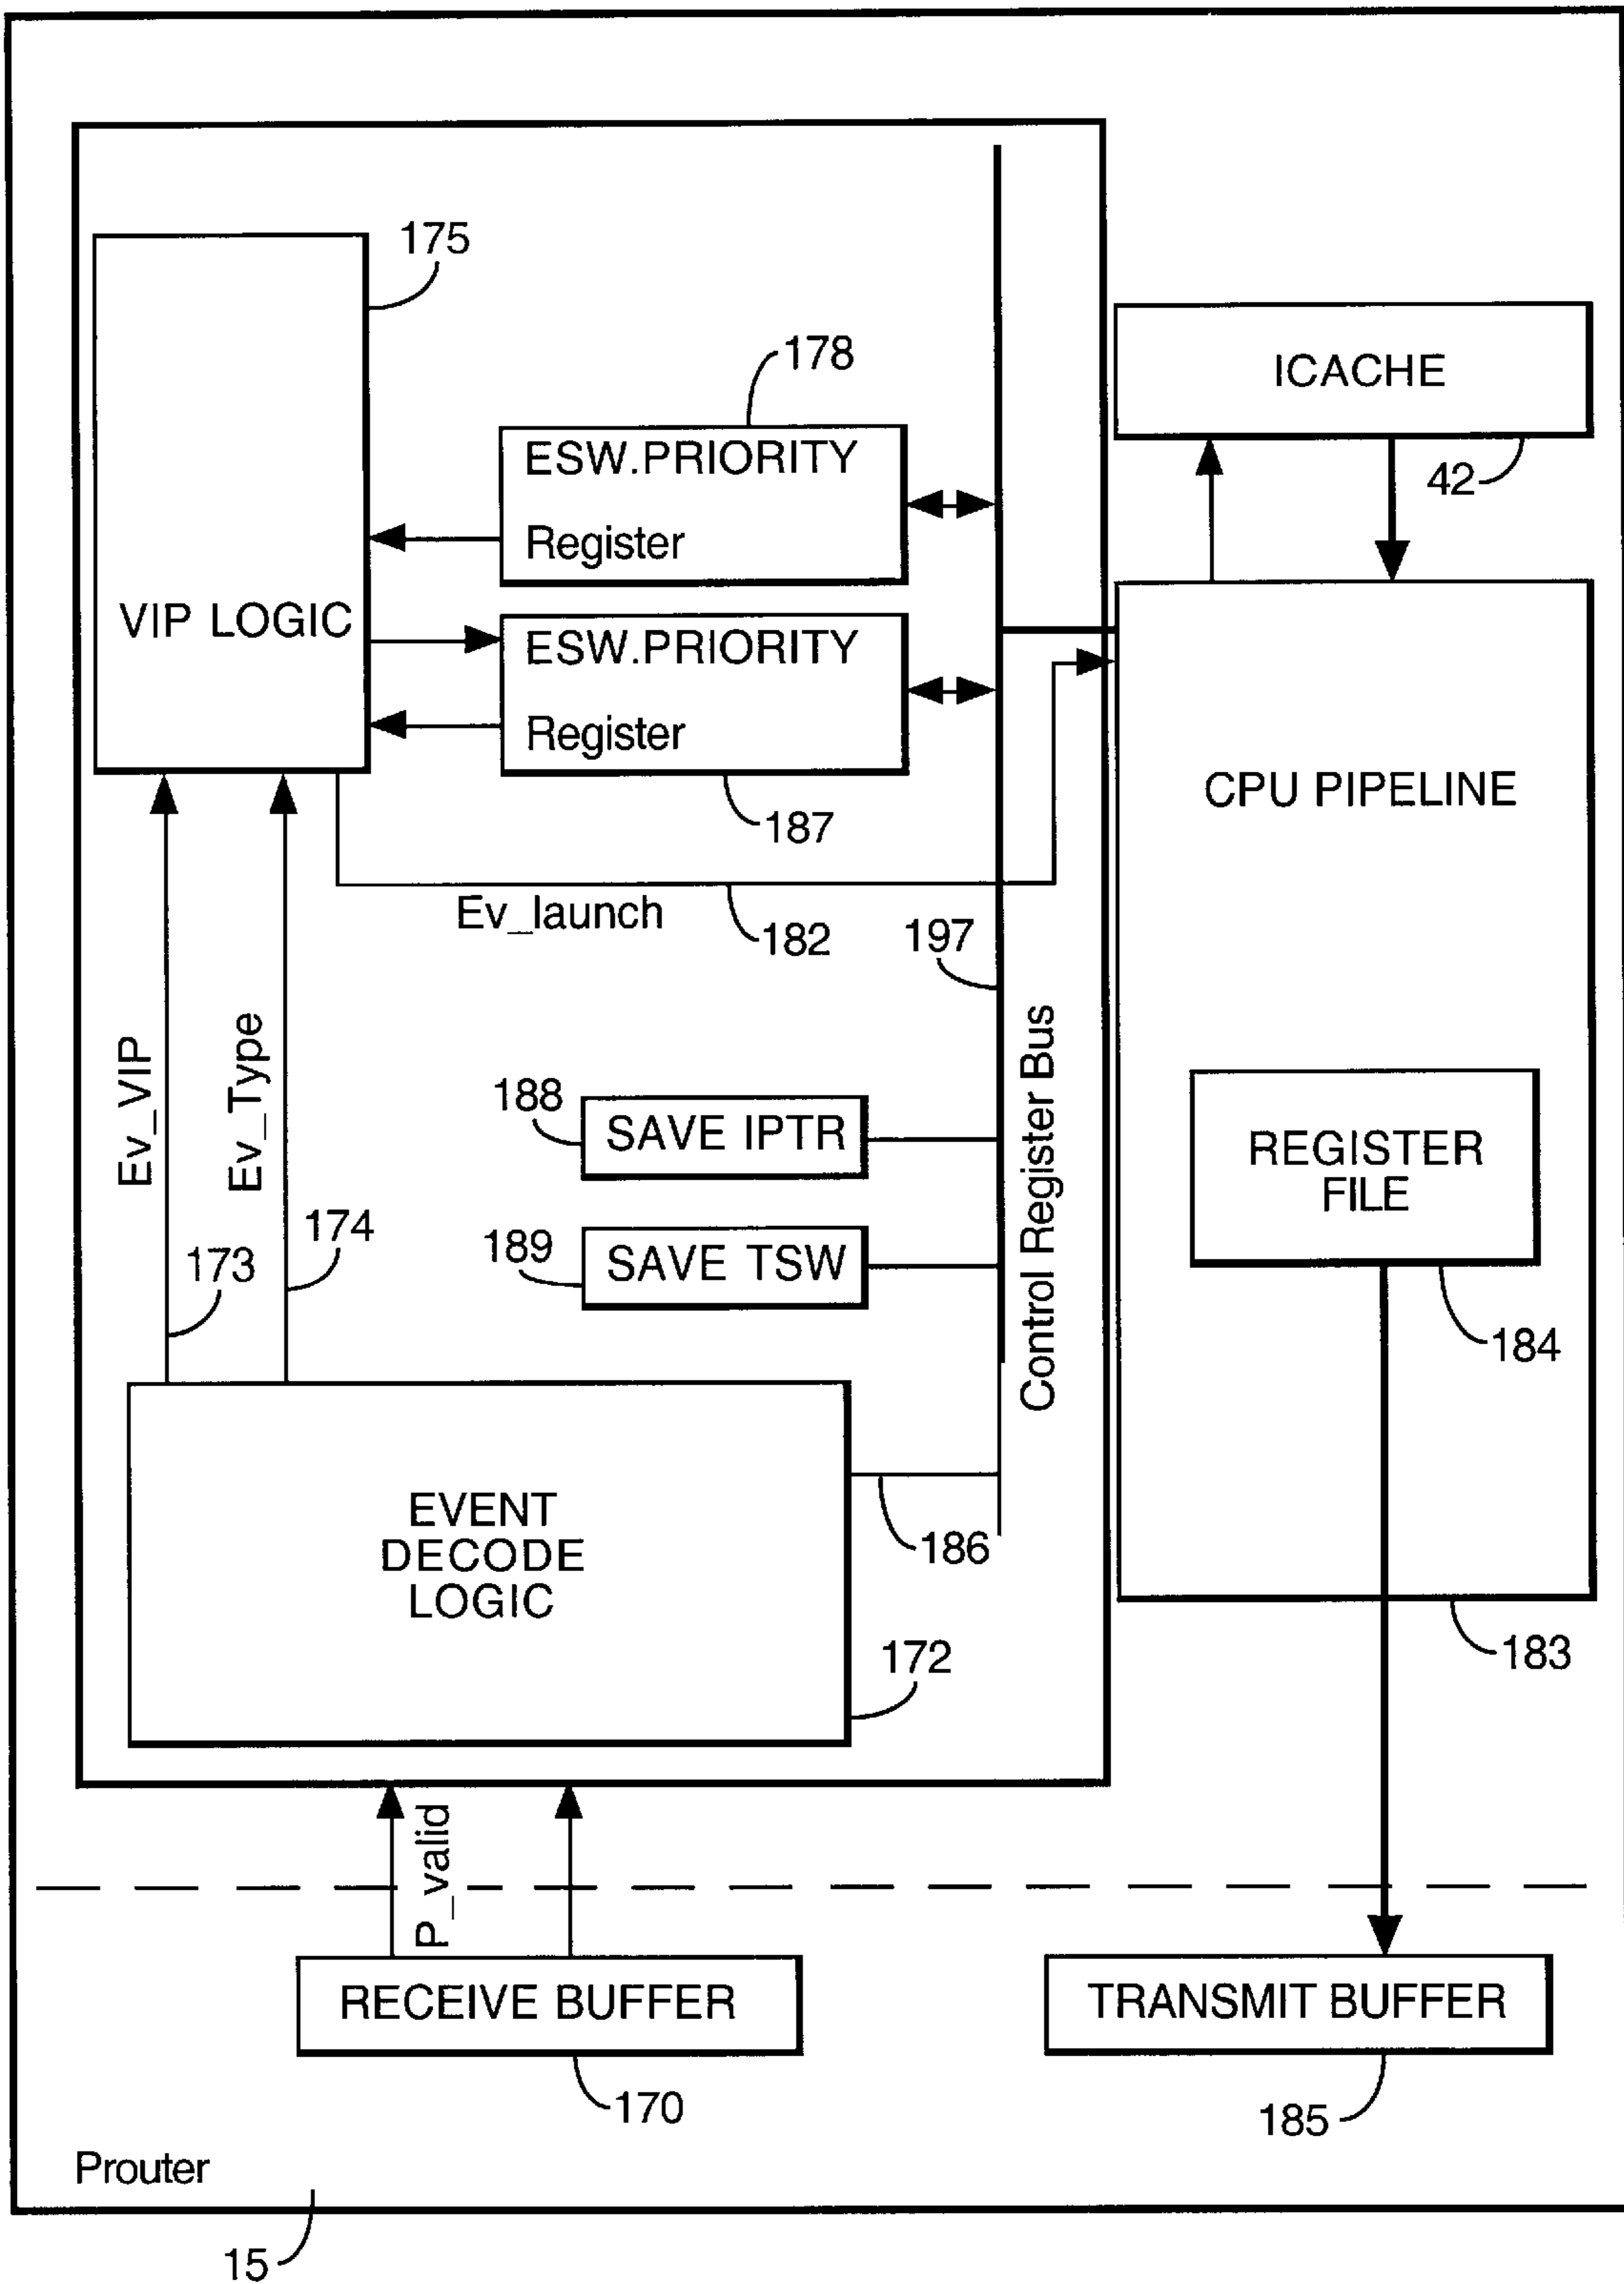 175
178
ICACHE
ESW.PRIORITY
Register
42
VIP LOGIC
ESW.PRIORITY
Register
CPU PIPELINE
187
Ev_launch
182
197
Ev_VIP
Ev_Type
Control Register Bus
188
SAVE IPTR
REGISTER
FILE
174
173
189
SAVE TSW
184
EVENT
DECODE
LOGIC
186
172
183
P_valid
RECEIVE BUFFER
TRANSMIT BUFFER
170
185
Prouter
15